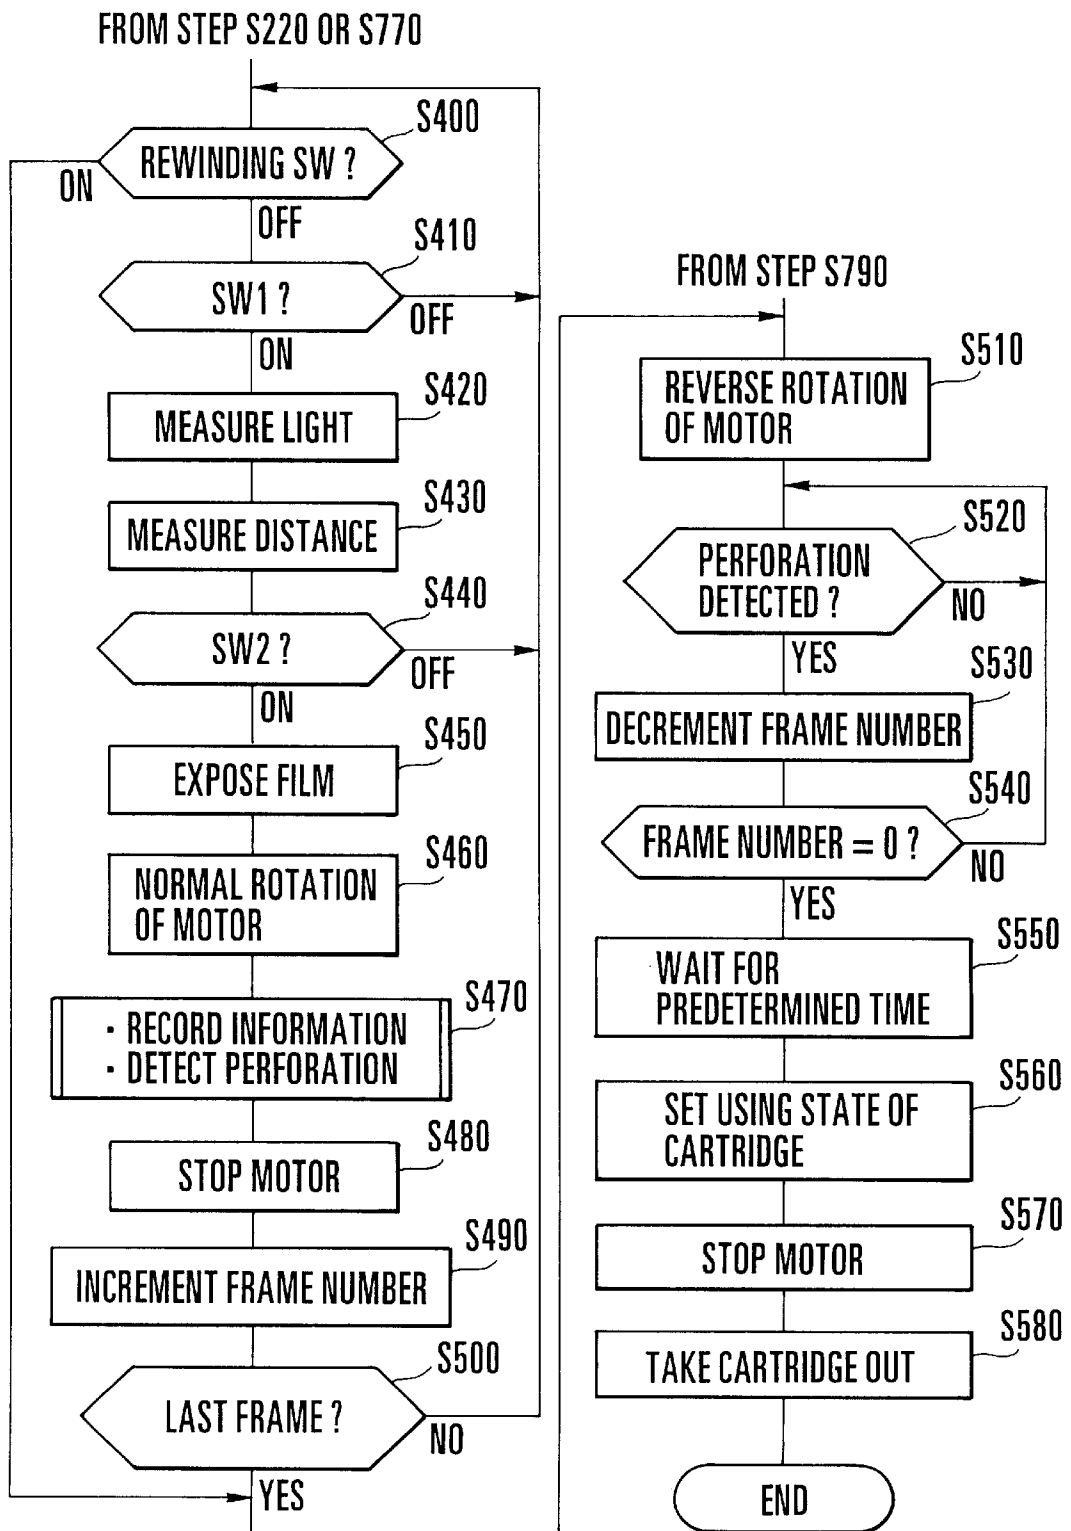 FROM STEP S220 OR S770
S400
REWINDING SW ?
ON
OFF
S410
SW1 ?
OFF
ON
S420
MEASURE LIGHT
S430
MEASURE DISTANCE
S440
SW2 ?
OFF
ON
S450
EXPOSE FILM
S460
NORMAL ROTATION
OF MOTOR
S470
· RECORD INFORMATION
· DETECT PERFORATION
S480
STOP MOTOR
S490
INCREMENT FRAME NUMBER
S500
LAST FRAME ?
NO
YES
FROM STEP S790
S510
REVERSE ROTATION
OF MOTOR
S520
PERFORATION
DETECTED ?
NO
YES
S530
DECREMENT FRAME NUMBER
S540
FRAME NUMBER = 0 ?
NO
YES
S550
WAIT FOR
PREDETERMINED TIME
S560
SET USING STATE OF
CARTRIDGE
S570
STOP MOTOR
S580
TAKE CARTRIDGE OUT
END